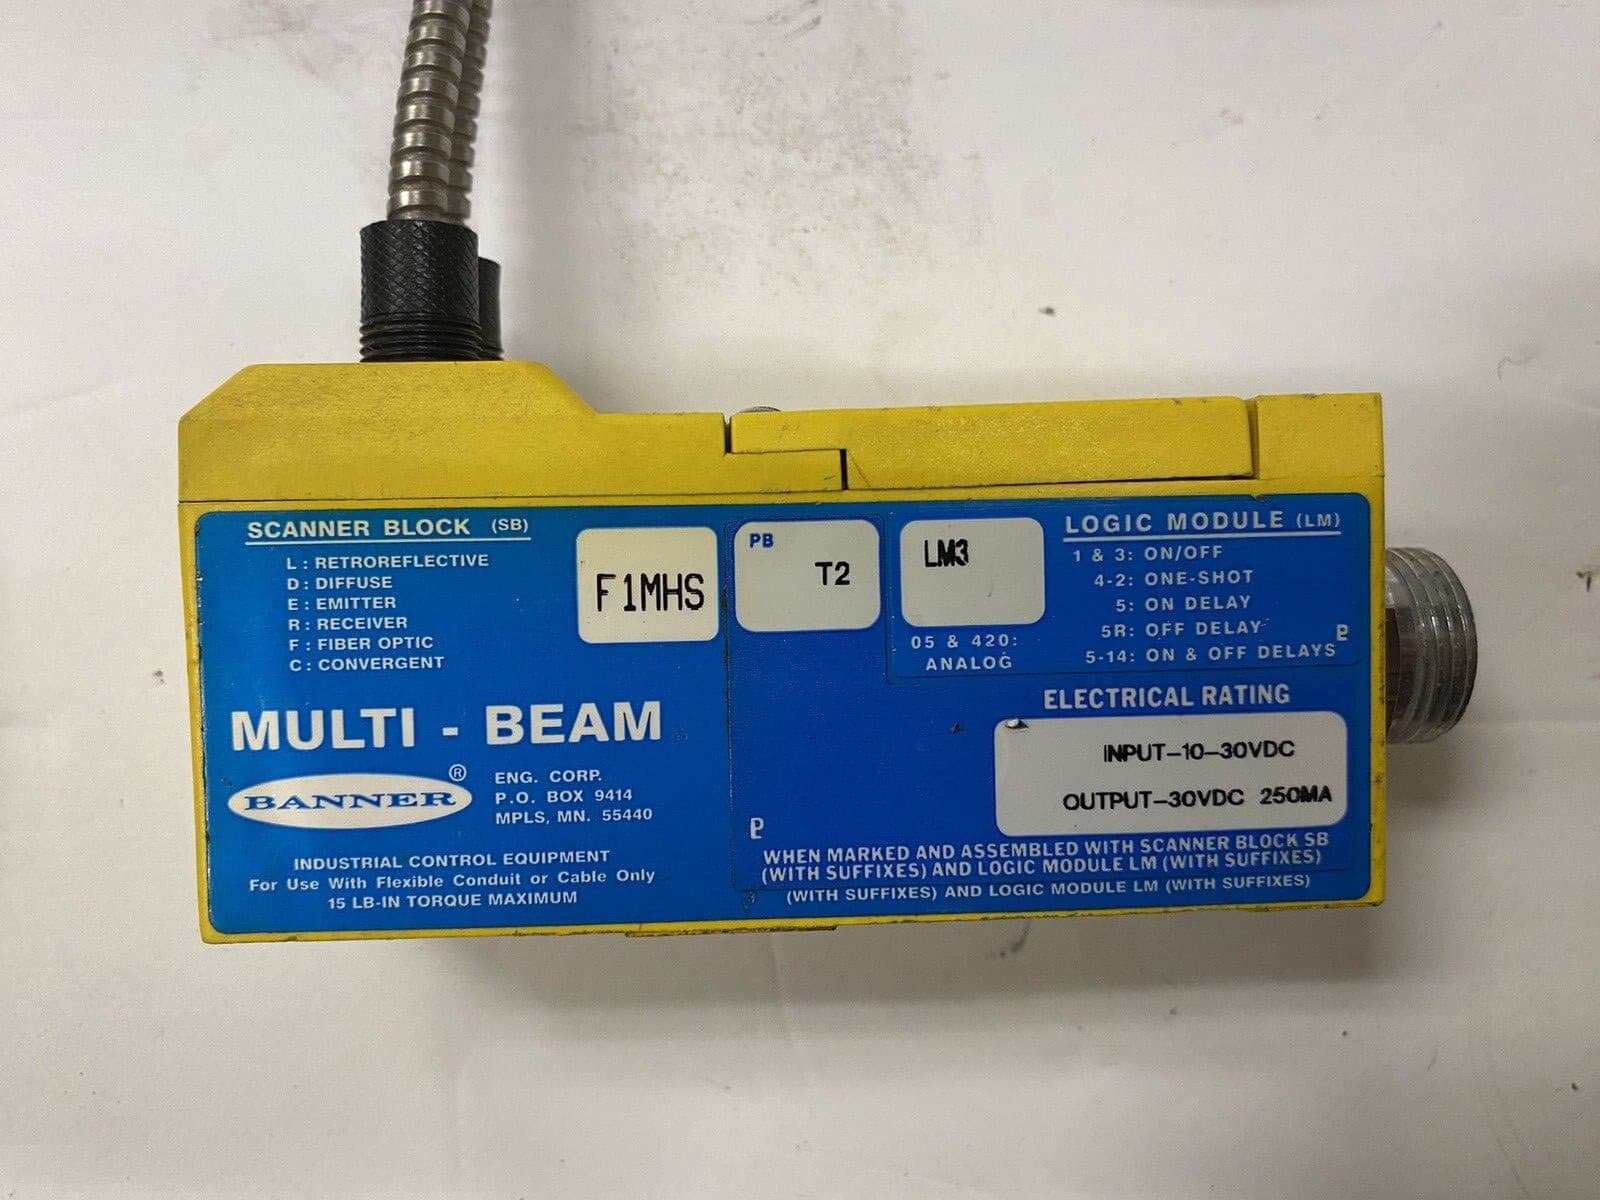 SCANNER BLOCK (SB)
L : RETROREFLECTIVE
D : DIFFUSE
E : EMITTER
R : RECEIVER
F : FIBER OPTIC
C : CONVERGENT
F1MHS
PB
T2
LM3
05 & 420:
ANALOG
LOGIC MODULE (LM)
1 & 3: ON/OFF
4-2: ONE-SHOT
5: ON DELAY
5R: OFF DELAY
5-14: ON & OFF DELAYS
MULTI - BEAM
BANNER ®
ENG. CORP.
P.O. BOX 9414
MPLS, MN. 55440
INDUSTRIAL CONTROL EQUIPMENT
For Use With Flexible Conduit or Cable Only
15 LB-IN TORQUE MAXIMUM
ELECTRICAL RATING
INPUT-10-30VDC
OUTPUT-30VDC 250MA
WHEN MARKED AND ASSEMBLED WITH SCANNER BLOCK SB
(WITH SUFFIXES) AND LOGIC MODULE LM (WITH SUFFIXES)
(WITH SUFFIXES) AND LOGIC MODULE LM (WITH SUFFIXES)